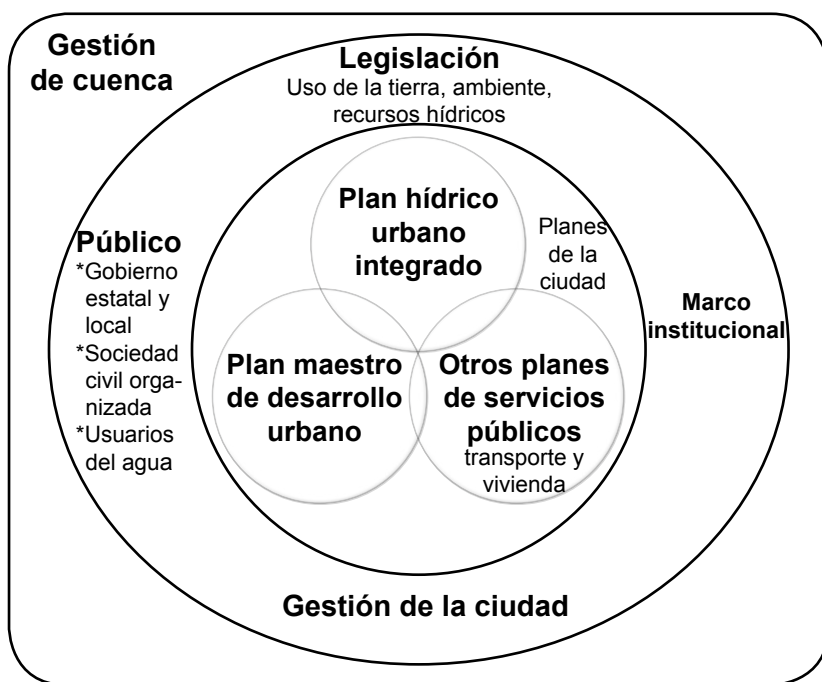 Gestión
de cuenca
Legislación
Uso de la tierra, ambiente,
recursos hídricos
Plan hídrico
urbano
integrado
Planes
de la
ciudad
Público
*Gobierno
estatal y
local
*Sociedad
civil orga-
nizada
*Usuarios
del agua
Marco
institucional
Plan maestro
de desarrollo
urbano
Otros planes
de servicios
públicos
transporte y
vivienda
Gestión de la ciudad